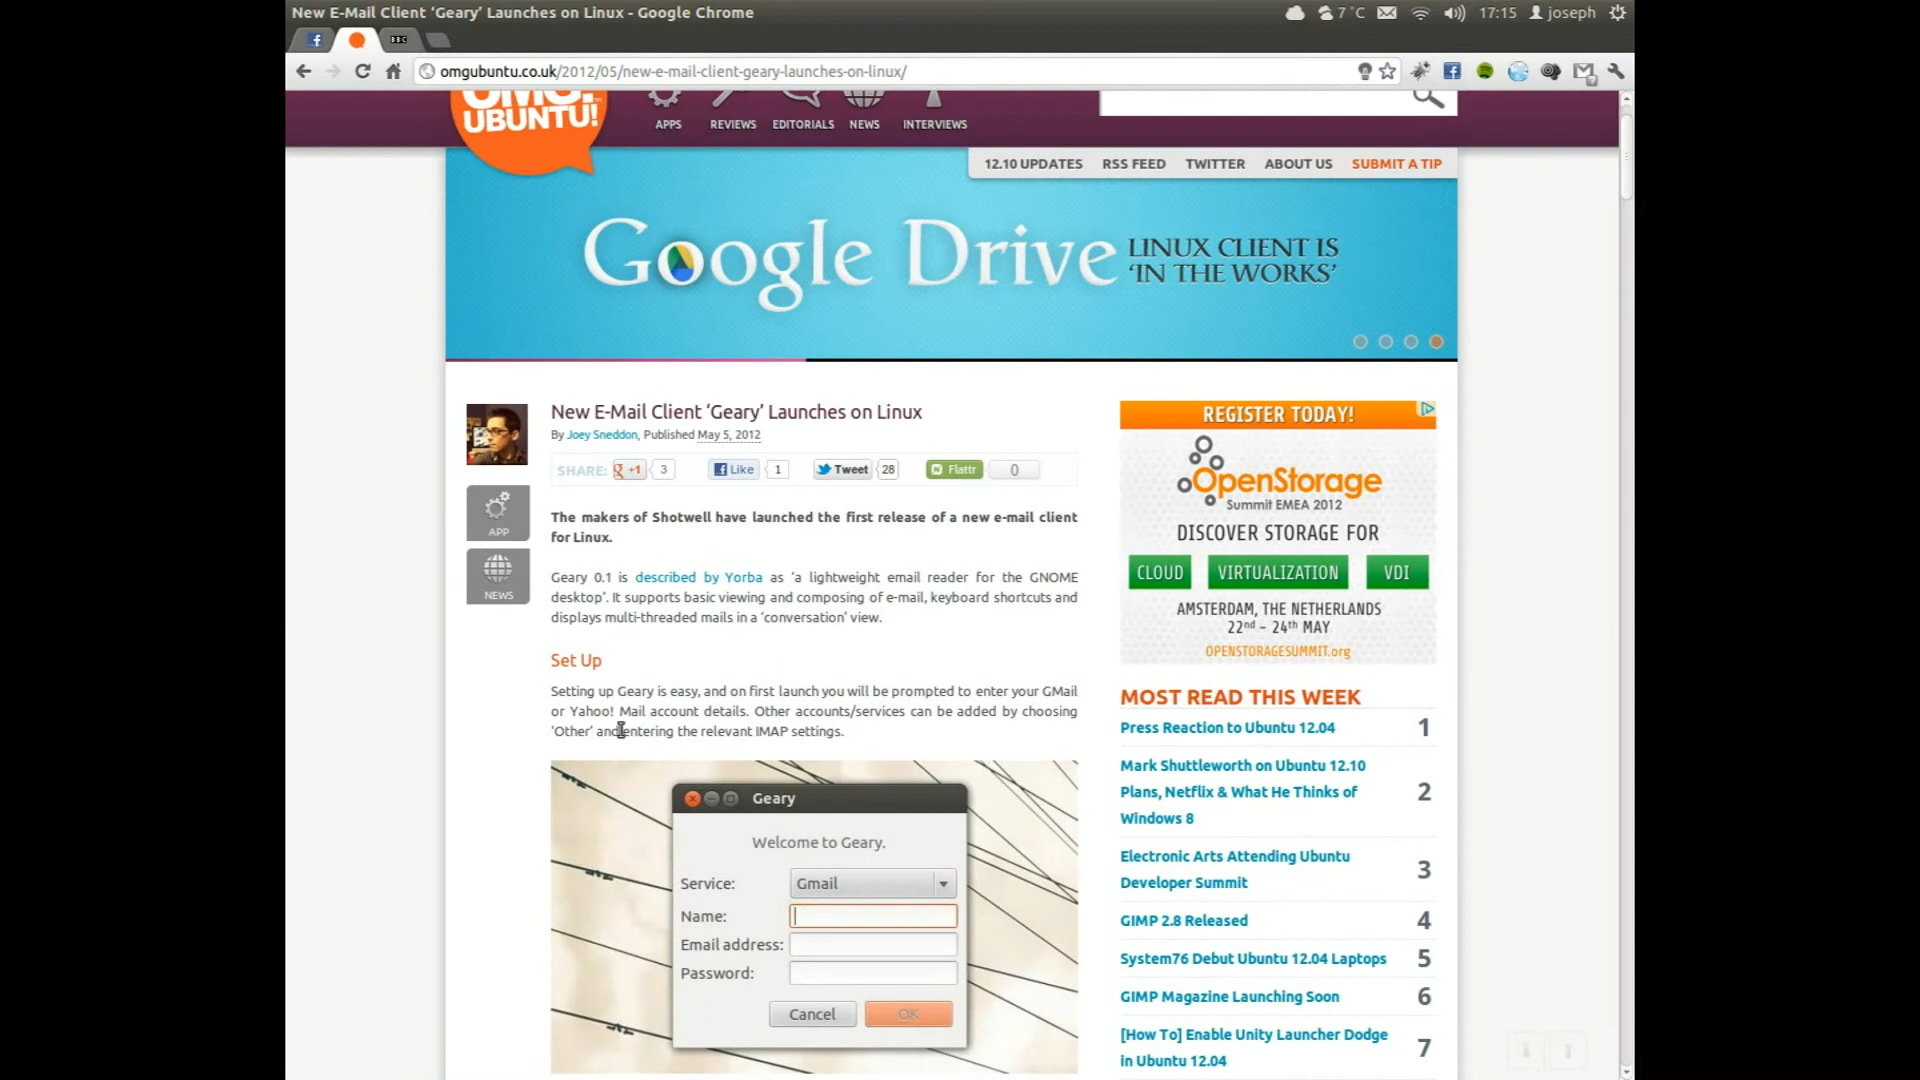 New E-Mail Client ‘Geary’ Launches on Linux - Google Chrome
7 °C
17:15
joseph
BBC
omgubuntu.co.uk/2012/05/new-e-mail-client-geary-launches-on-linux/
OMG!
UBUNTU!
APPS
REVIEWS
EDITORIALS
NEWS
INTERVIEWS
12.10 UPDATES
RSS FEED
TWITTER
ABOUT US
SUBMIT A TIP
Google Drive
LINUX CLIENT IS
‘IN THE WORKS’
New E-Mail Client ‘Geary’ Launches on Linux
By Joey Sneddon, Published May 5, 2012
SHARE: +1 3 Like 1 Tweet 28 Flattr 0
APP
NEWS
The makers of Shotwell have launched the first release of a new e-mail client
for Linux.
Geary 0.1 is described by Yorba as ‘a lightweight email reader for the GNOME
desktop’. It supports basic viewing and composing of e-mail, keyboard shortcuts and
displays multi-threaded mails in a ‘conversation’ view.
Set Up
Setting up Geary is easy, and on first launch you will be prompted to enter your GMail
or Yahoo! Mail account details. Other accounts/services can be added by choosing
‘Other’ and entering the relevant IMAP settings.
Geary
Welcome to Geary.
Service: Gmail
Name:
Email address:
Password:
Cancel
OK
REGISTER TODAY!
OpenStorage
Summit EMEA 2012
DISCOVER STORAGE FOR
CLOUD
VIRTUALIZATION
VDI
AMSTERDAM, THE NETHERLANDS
22nd – 24th MAY
OPENSTORAGESUMMIT.org
MOST READ THIS WEEK
Press Reaction to Ubuntu 12.04 1
Mark Shuttleworth on Ubuntu 12.10
Plans, Netflix & What He Thinks of 2
Windows 8
Electronic Arts Attending Ubuntu
Developer Summit 3
GIMP 2.8 Released 4
System76 Debut Ubuntu 12.04 Laptops 5
GIMP Magazine Launching Soon 6
[How To] Enable Unity Launcher Dodge
in Ubuntu 12.04 7